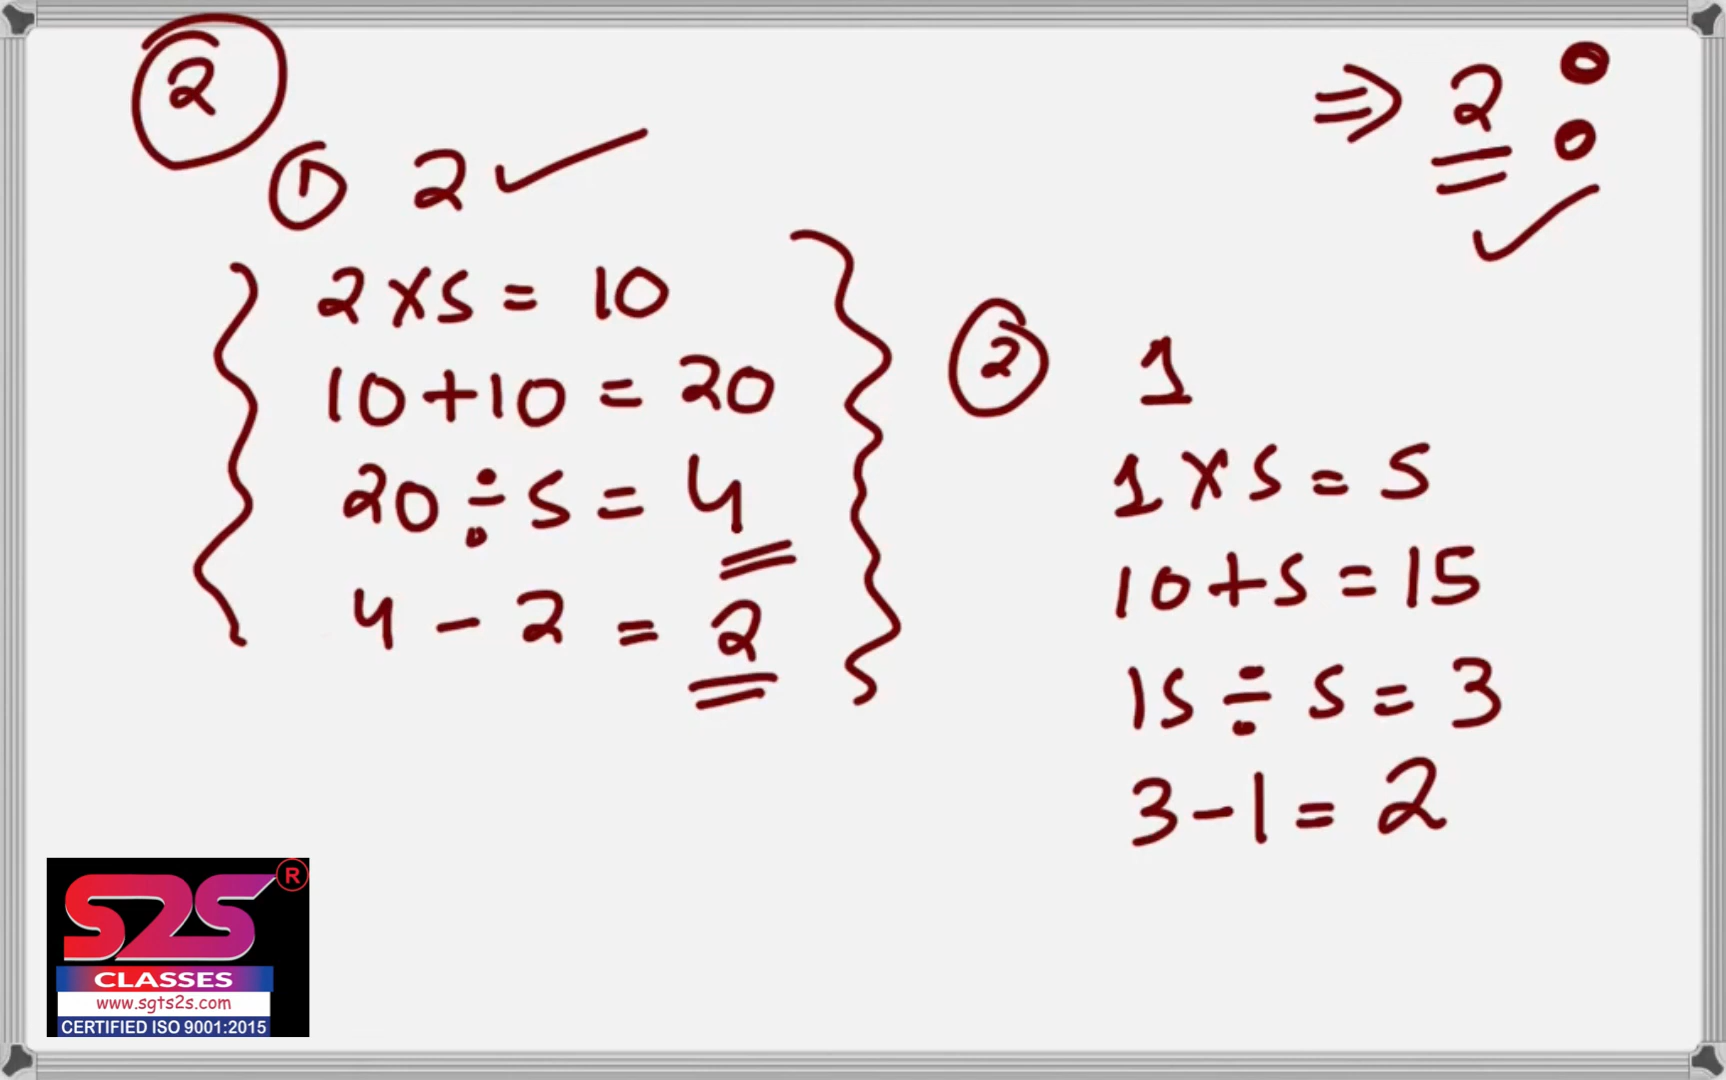 ②
① 2 ✓
2 × 5 = 10
10 + 10 = 20
20 ÷ 5 = 4
4 - 2 = 2
⇒ 2
② 1
1 × 5 = 5
10 + 5 = 15
15 ÷ 5 = 3
3 - 1 = 2
S2S ®
CLASSES
www.sgts2s.com
CERTIFIED ISO 9001:2015